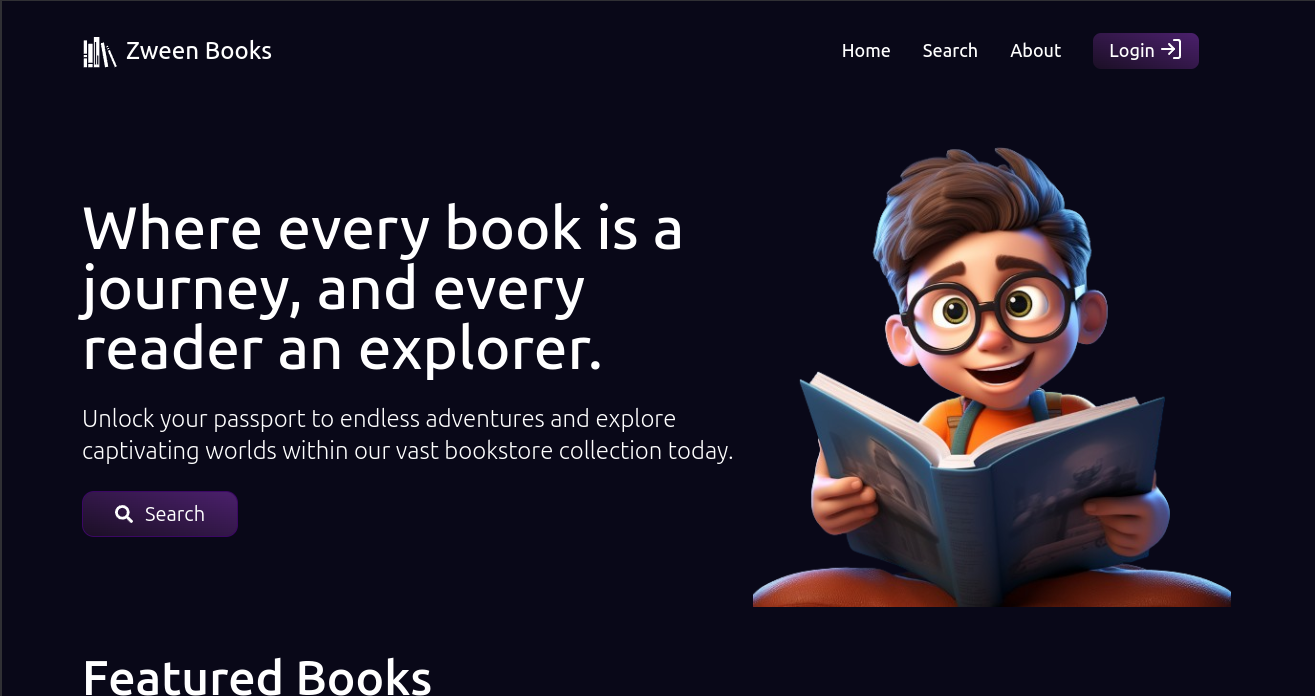 Zween Books
Home
Search
About
Login
Where every book is a
journey, and every
reader an explorer.
Unlock your passport to endless adventures and explore
captivating worlds within our vast bookstore collection today.
Search
Featured Books